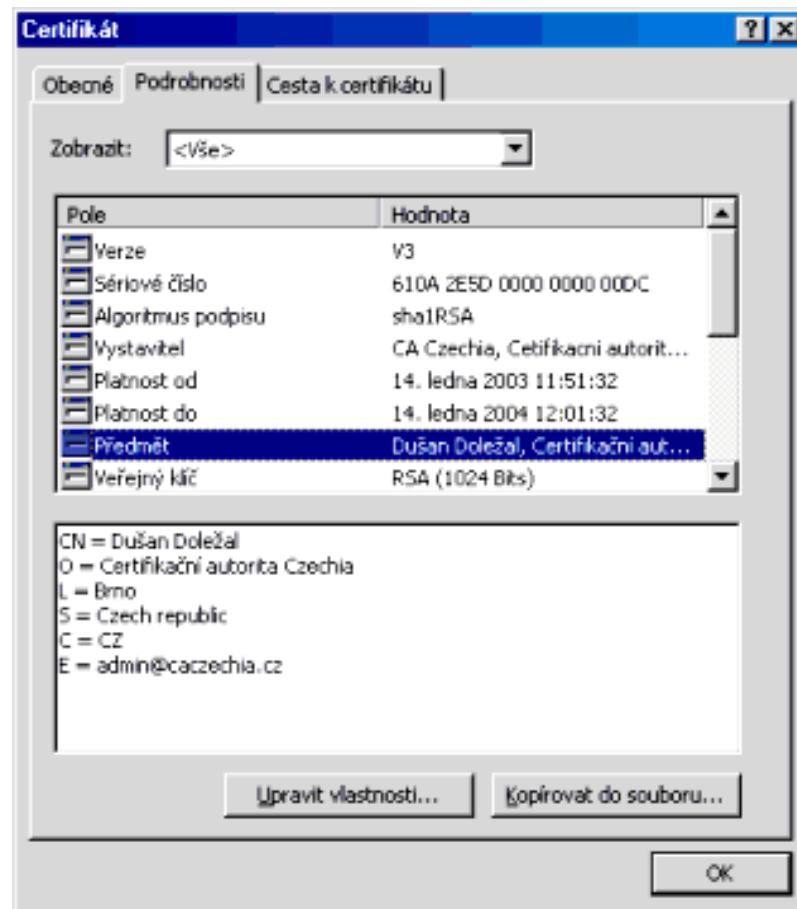 Certifikát
Obecné Podrobnosti Cesta k certifikátu
Zobrazit: <Vše>
Pole Hodnota
Verze V3
Sériové číslo 610A 2E5D 0000 0000 00DC
Algoritmus podpisu sha1RSA
Vystavitel CA Czechia, Cetifikacni autorit...
Platnost od 14. ledna 2003 11:51:32
Platnost do 14. ledna 2004 12:01:32
Předmět Dušan Doležal, Certifikační aut...
Veřejný klíč RSA (1024 Bits)
CN = Dušan Doležal
O = Certifikační autorita Czechia
L = Brno
S = Czech republic
C = CZ
E = admin@caczechia.cz
Upravit vlastnosti... Kopírovat do souboru...
OK